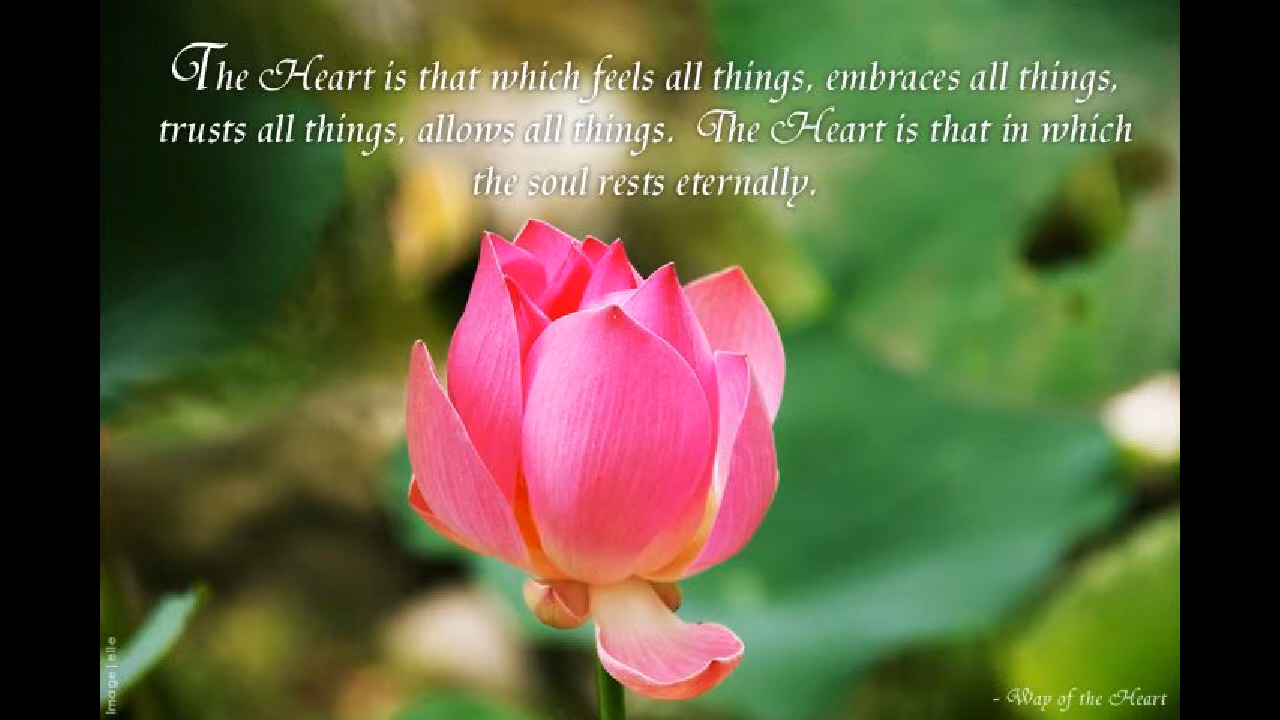 The Heart is that which feels all things, embraces all things,
trusts all things, allows all things. The Heart is that in which
the soul rests eternally.
- Way of the Heart
image | elle